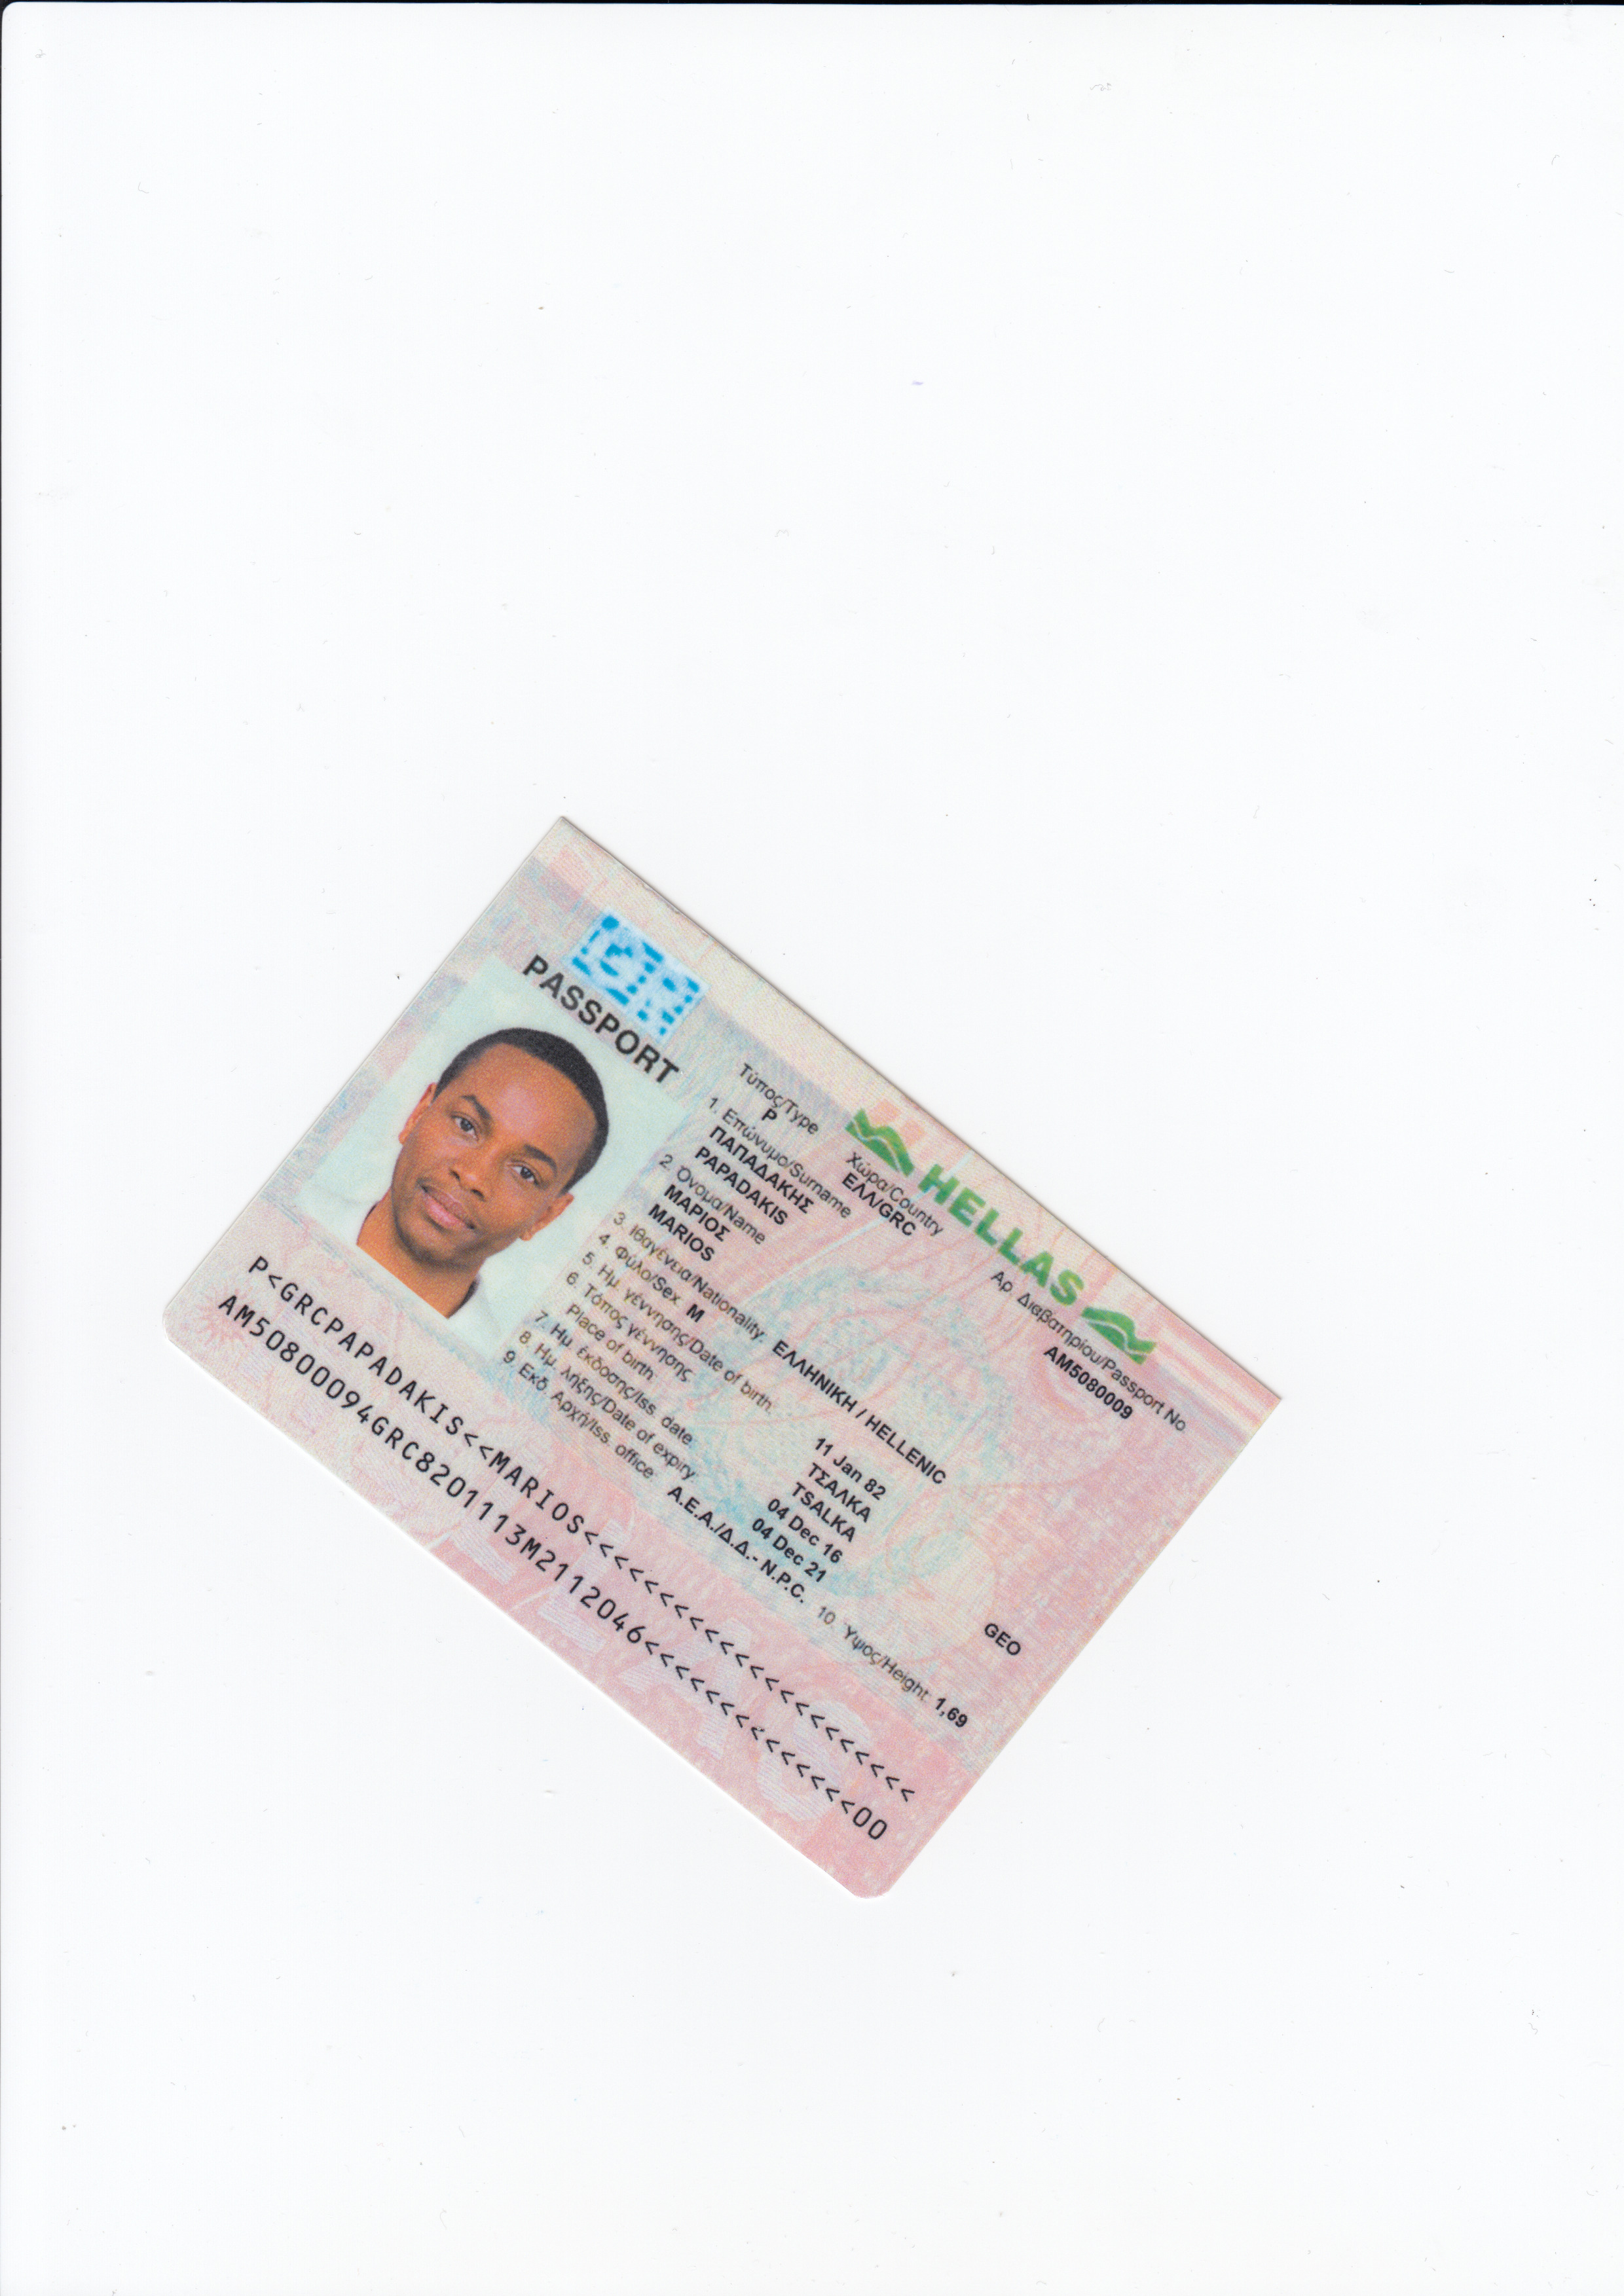 GR
PASSPORT
HELLAS
Τύπος/Type
P
Χώρα/Country
ΕΛΛ/GRC
Αρ. Διαβατηρίου/Passport No
AM5080009
1. Επώνυμο/Surname
ΠΑΠΑΔΑΚΗΣ
PAPADAKIS
2. Όνομα/Name
ΜΑΡΙΟΣ
MARIOS
3. Ιθαγένεια/Nationality. ΕΛΛΗΝΙΚΗ / HELLENIC
4. Φύλο/Sex. M
5. Ημ. γέννησης/Date of birth. 11 Jan 82
6. Τόπος γέννησης ΤΣΑΛΚΑ
Place of birth. TSALKA GEO
7. Ημ. έκδοσης/Iss. date 04 Dec 16
8. Ημ. λήξης/Date of expiry. 04 Dec 21
9 Εκδ. Αρχή/Iss. office. Α.Ε.Α./Δ.Δ.- N.P.C. 10. Ύψος/Height. 1,69
P<GRCPAPADAKIS<<MARIOS<<<<<<<<<<<<<<<<<<<<<<
AM50800094GRC8201113M2112046<<<<<<<<<<<<<<00